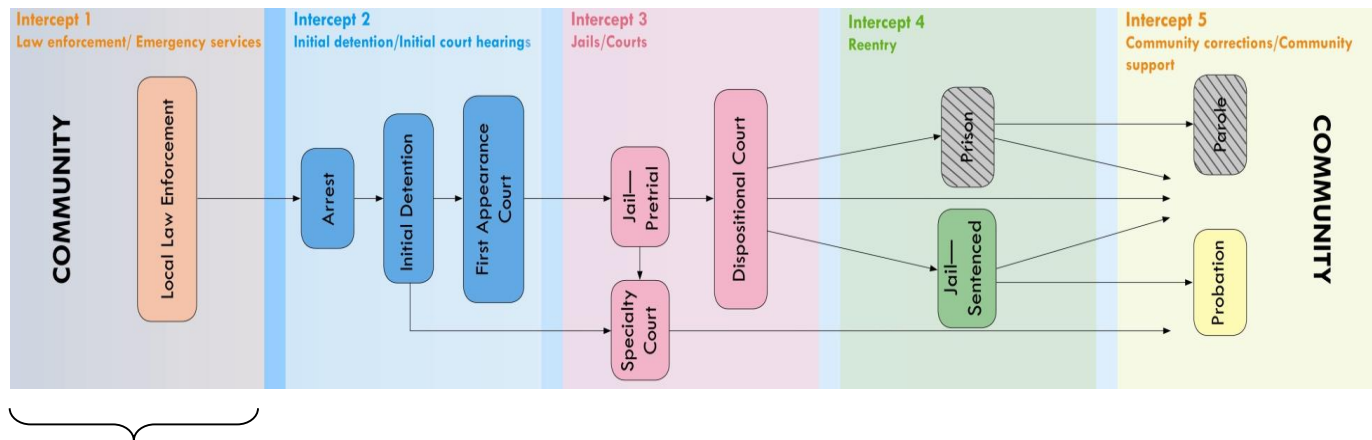 Intercept 1
Law enforcement/ Emergency services
Intercept 2
Initial detention/Initial court hearings
Intercept 3
Jails/Courts
Intercept 4
Reentry
Intercept 5
Community corrections/Community
support
COMMUNITY
Local Law Enforcement
Arrest
Initial Detention
First Appearance
Court
Jail—
Pretrial
Specialty
Court
Dispositional Court
Prison
Jail—
Sentenced
Parole
Probation
COMMUNITY